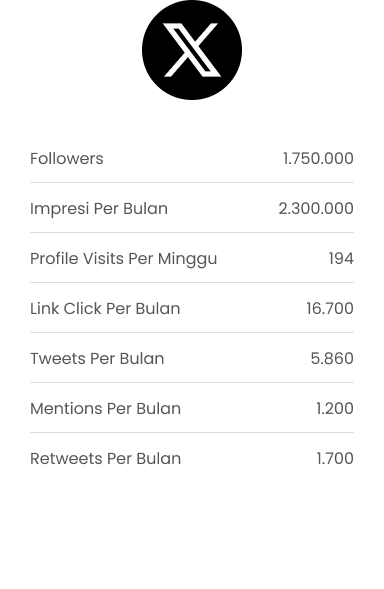 Followers 1.750.000
Impresi Per Bulan 2.300.000
Profile Visits Per Minggu 194
Link Click Per Bulan 16.700
Tweets Per Bulan 5.860
Mentions Per Bulan 1.200
Retweets Per Bulan 1.700